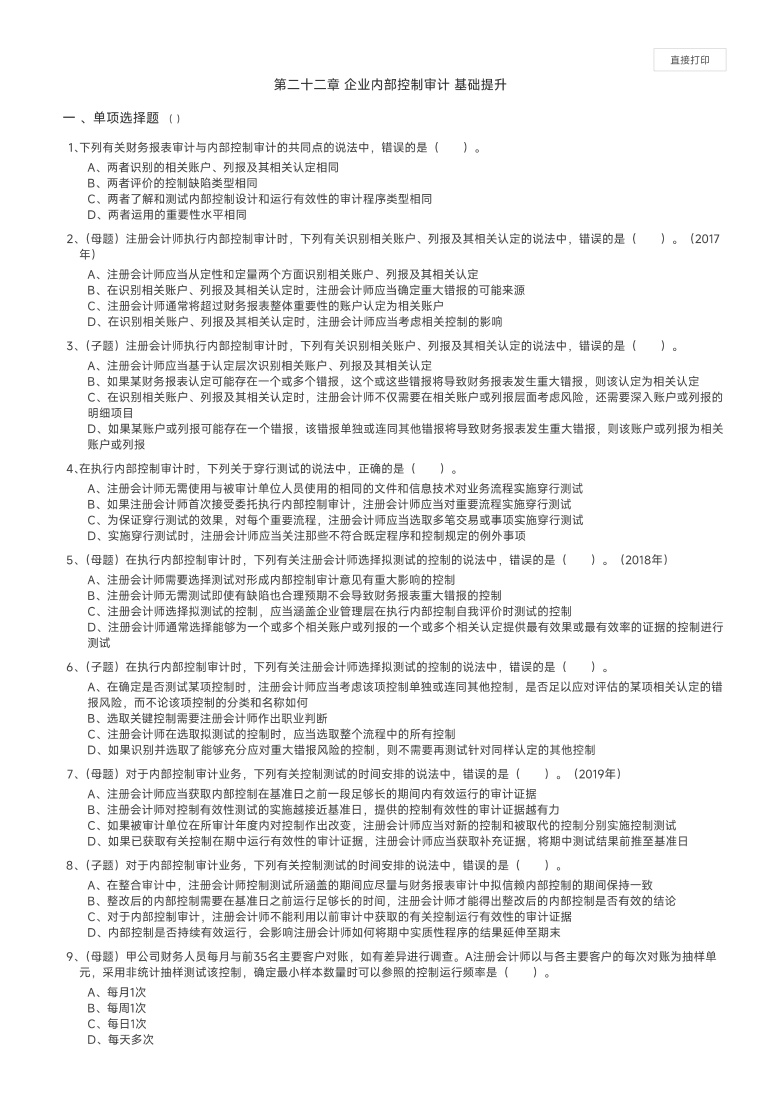 直接打印
第二十二章 企业内部控制审计 基础提升
一 、单项选择题 （ ）
1、下列有关财务报表审计与内部控制审计的共同点的说法中，错误的是（　　）。
A、两者识别的相关账户、列报及其相关认定相同
B、两者评价的控制缺陷类型相同
C、两者了解和测试内部控制设计和运行有效性的审计程序类型相同
D、两者运用的重要性水平相同
2、（母题）注册会计师执行内部控制审计时，下列有关识别相关账户、列报及其相关认定的说法中，错误的是（　　）。（2017
年）
A、注册会计师应当从定性和定量两个方面识别相关账户、列报及其相关认定
B、在识别相关账户、列报及其相关认定时，注册会计师应当确定重大错报的可能来源
C、注册会计师通常将超过财务报表整体重要性的账户认定为相关账户
D、在识别相关账户、列报及其相关认定时，注册会计师应当考虑相关控制的影响
3、（子题）注册会计师执行内部控制审计时，下列有关识别相关账户、列报及其相关认定的说法中，错误的是（　　）。
A、注册会计师应当基于认定层次识别相关账户、列报及其相关认定
B、如果某财务报表认定可能存在一个或多个错报，这个或这些错报将导致财务报表发生重大错报，则该认定为相关认定
C、在识别相关账户、列报及其相关认定时，注册会计师不仅需要在相关账户或列报层面考虑风险，还需要深入账户或列报的
明细项目
D、如果某账户或列报可能存在一个错报，该错报单独或连同其他错报将导致财务报表发生重大错报，则该账户或列报为相关
账户或列报
4、在执行内部控制审计时，下列关于穿行测试的说法中，正确的是（　　）。
A、注册会计师无需使用与被审计单位人员使用的相同的文件和信息技术对业务流程实施穿行测试
B、如果注册会计师首次接受委托执行内部控制审计，注册会计师应当对重要流程实施穿行测试
C、为保证穿行测试的效果，对每个重要流程，注册会计师应当选取多笔交易或事项实施穿行测试
D、实施穿行测试时，注册会计师应当关注那些不符合既定程序和控制规定的例外事项
5、（母题）在执行内部控制审计时，下列有关注册会计师选择拟测试的控制的说法中，错误的是（　　）。（2018年）
A、注册会计师需要选择测试对形成内部控制审计意见有重大影响的控制
B、注册会计师无需测试即使有缺陷也合理预期不会导致财务报表重大错报的控制
C、注册会计师选择拟测试的控制，应当涵盖企业管理层在执行内部控制自我评价时测试的控制
D、注册会计师通常选择能够为一个或多个相关账户或列报的一个或多个相关认定提供最有效果或最有效率的证据的控制进行
测试
6、（子题）在执行内部控制审计时，下列有关注册会计师选择拟测试的控制的说法中，错误的是（　　）。
A、在确定是否测试某项控制时，注册会计师应当考虑该项控制单独或连同其他控制，是否足以应对评估的某项相关认定的错
报风险，而不论该项控制的分类和名称如何
B、选取关键控制需要注册会计师作出职业判断
C、注册会计师在选取拟测试的控制时，应当选取整个流程中的所有控制
D、如果识别并选取了能够充分应对重大错报风险的控制，则不需要再测试针对同样认定的其他控制
7、（母题）对于内部控制审计业务，下列有关控制测试的时间安排的说法中，错误的是（　　）。（2019年）
A、注册会计师应当获取内部控制在基准日之前一段足够长的期间内有效运行的审计证据
B、注册会计师对控制有效性测试的实施越接近基准日，提供的控制有效性的审计证据越有力
C、如果被审计单位在所审计年度内对控制作出改变，注册会计师应当对新的控制和被取代的控制分别实施控制测试
D、如果已获取有关控制在期中运行有效性的审计证据，注册会计师应当获取补充证据，将期中测试结果前推至基准日
8、（子题）对于内部控制审计业务，下列有关控制测试的时间安排的说法中，错误的是（　　）。
A、在整合审计中，注册会计师控制测试所涵盖的期间应尽量与财务报表审计中拟信赖内部控制的期间保持一致
B、整改后的内部控制需要在基准日之前运行足够长的时间，注册会计师才能得出整改后的内部控制是否有效的结论
C、对于内部控制审计，注册会计师不能利用以前审计中获取的有关控制运行有效性的审计证据
D、内部控制是否持续有效运行，会影响注册会计师如何将期中实质性程序的结果延伸至期末
9、（母题）甲公司财务人员每月与前35名主要客户对账，如有差异进行调查。A注册会计师以与各主要客户的每次对账为抽样单
元，采用非统计抽样测试该控制，确定最小样本数量时可以参照的控制运行频率是（　　）。
A、每月1次
B、每周1次
C、每日1次
D、每天多次